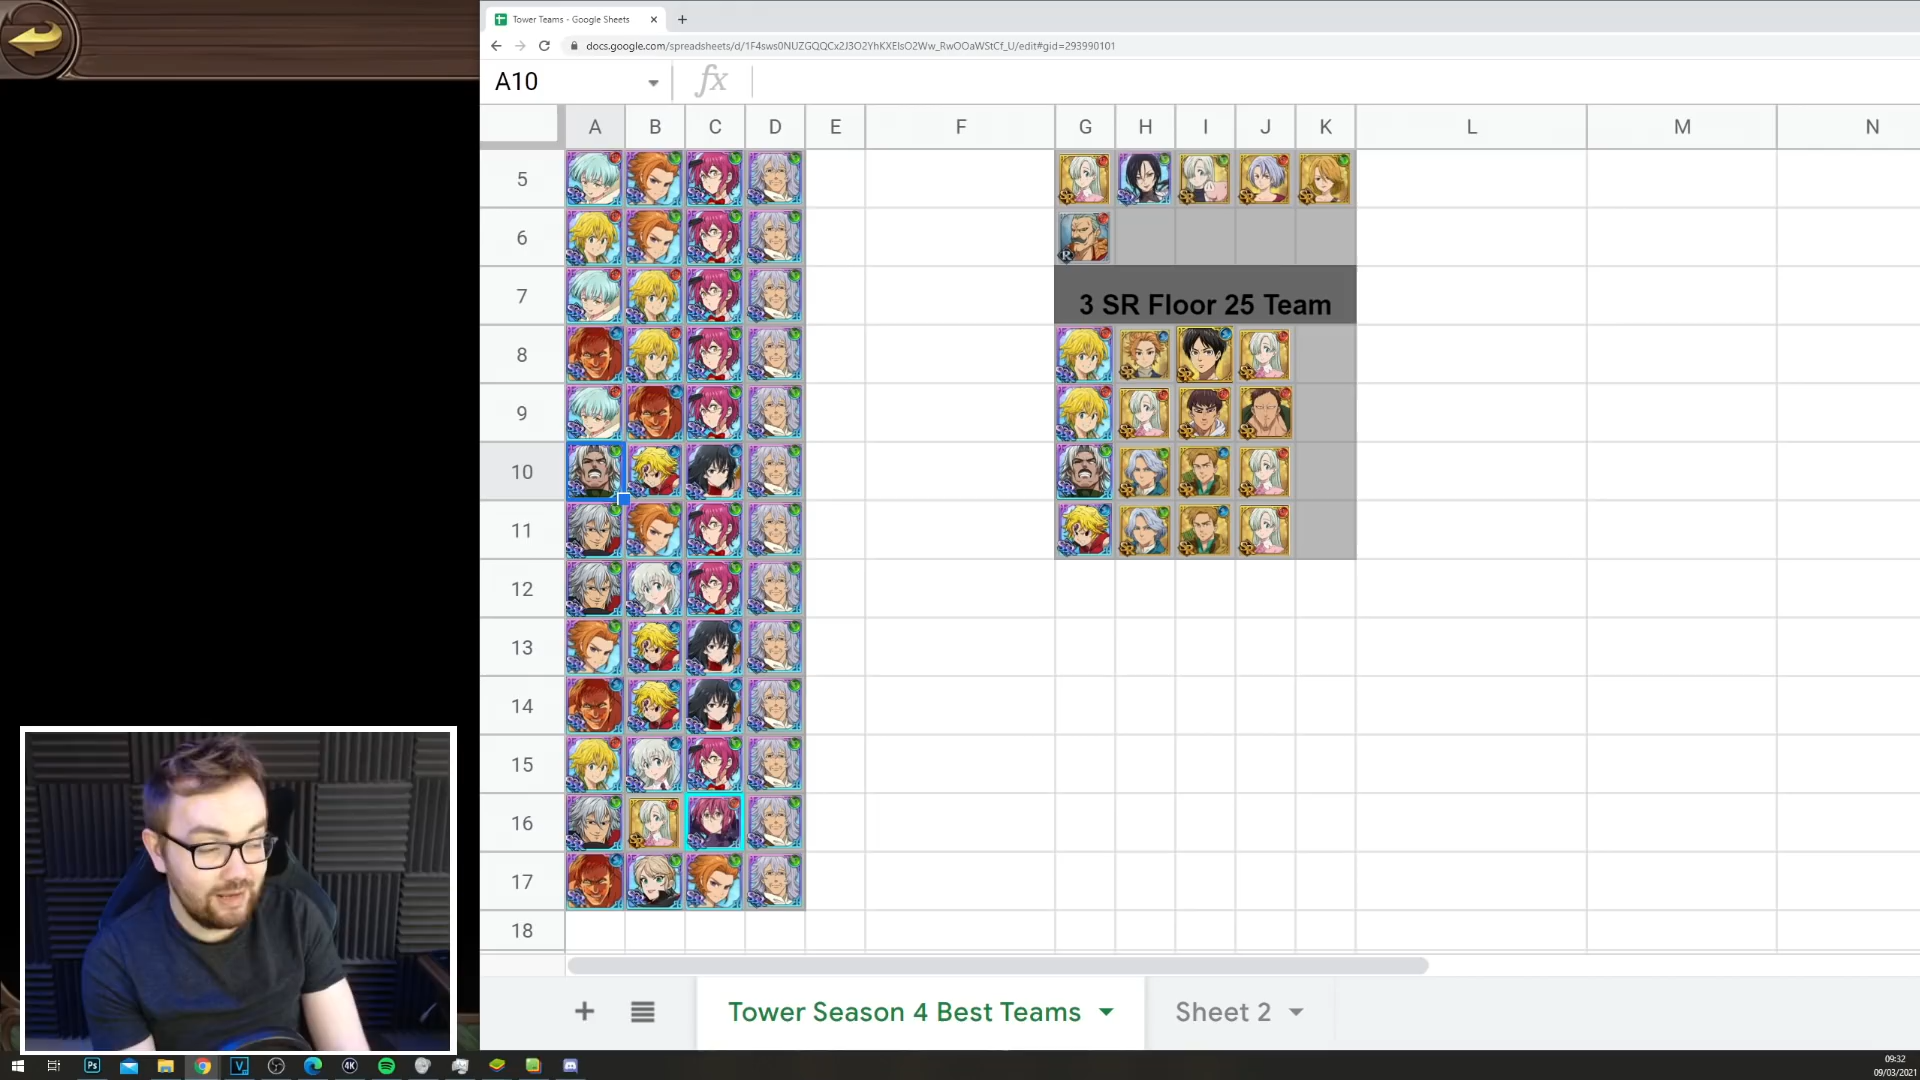 Tower Teams - Google Sheets
docs.google.com/spreadsheets/d/1F4sws0NUZGQQCx2J3O2YhKXElsO2Ww_RwOOaWStCf_U/edit#gid=293990101
A10
fx
A B C D E F G H I J K L M N
5
6
7
3 SR Floor 25 Team
8
9
10
11
12
13
14
15
16
17
18
Tower Season 4 Best Teams
Sheet 2
09:32
09/03/2021